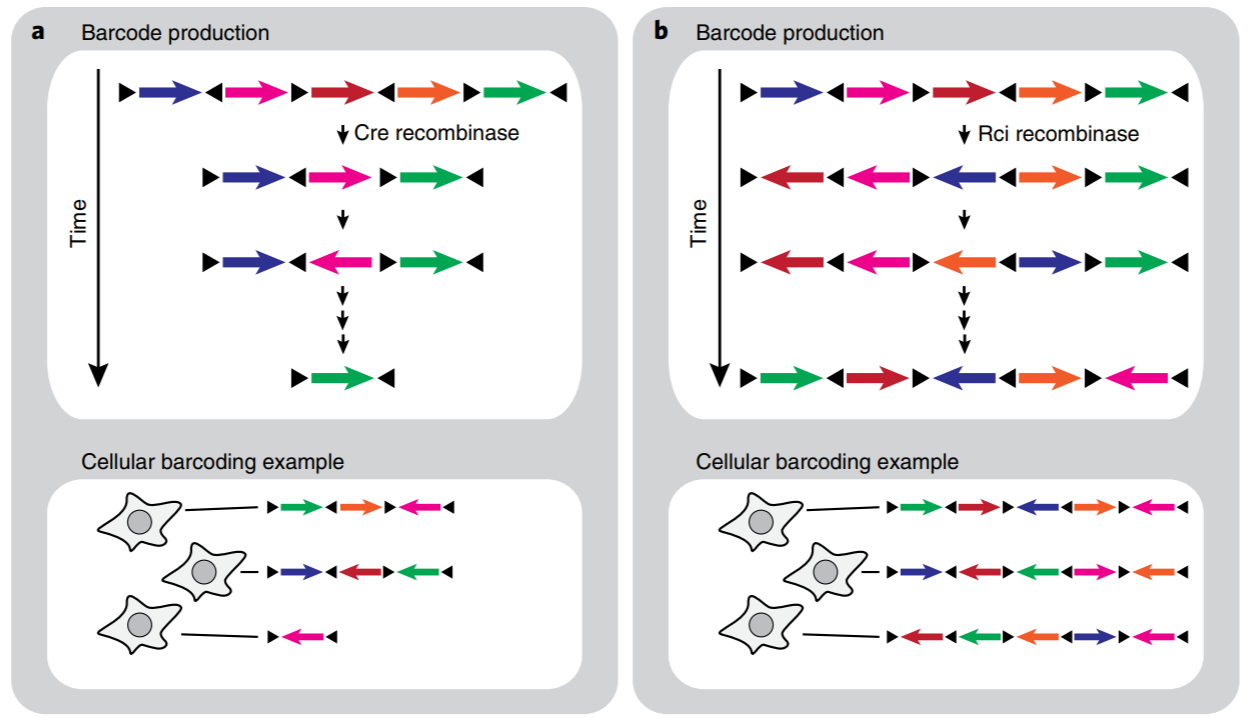 a Barcode production
Cre recombinase
Time
Cellular barcoding example
b Barcode production
Rci recombinase
Time
Cellular barcoding example